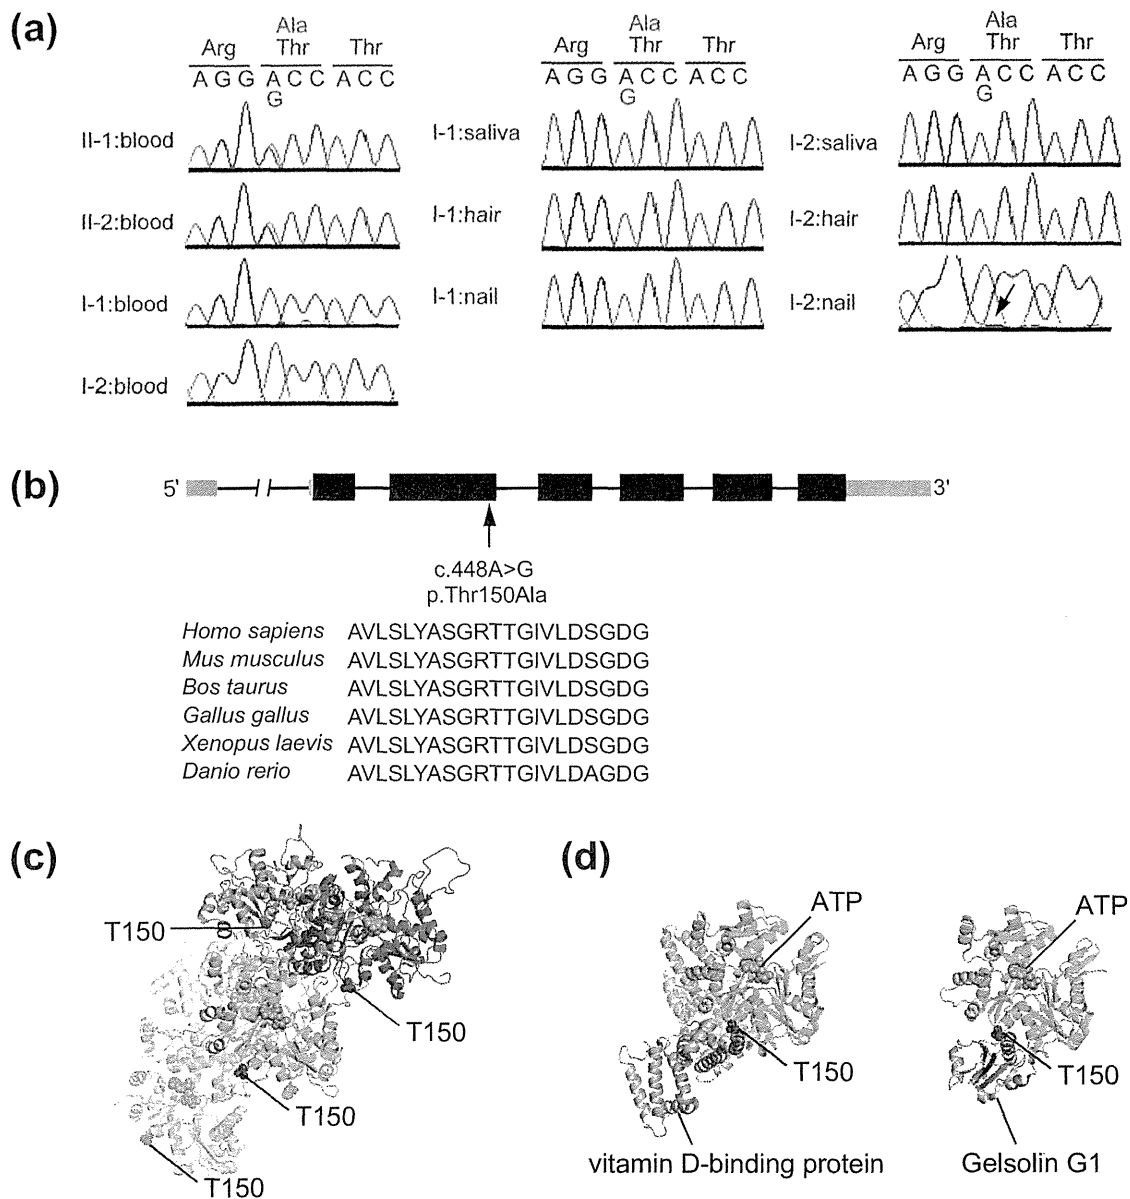 (a)
Ala
Arg Thr Thr
A G G A C C A C C
G
II-1:blood
II-2:blood
I-1:blood
I-2:blood
Ala
Arg Thr Thr
A G G A C C A C C
G
I-1:saliva
I-1:hair
I-1:nail
Ala
Arg Thr Thr
A G G A C C A C C
G
I-2:saliva
I-2:hair
I-2:nail
(b)
5' 3'
c.448A>G
p.Thr150Ala
Homo sapiens AVLSLYASGRTTGIVLDSGDG
Mus musculus AVLSLYASGRTTGIVLDSGDG
Bos taurus AVLSLYASGRTTGIVLDSGDG
Gallus gallus AVLSLYASGRTTGIVLDSGDG
Xenopus laevis AVLSLYASGRTTGIVLDSGDG
Danio rerio AVLSLYASGRTTGIVLDAGDG
(c)
T150
T150
T150
T150
(d)
ATP
T150
vitamin D-binding protein
ATP
T150
Gelsolin G1